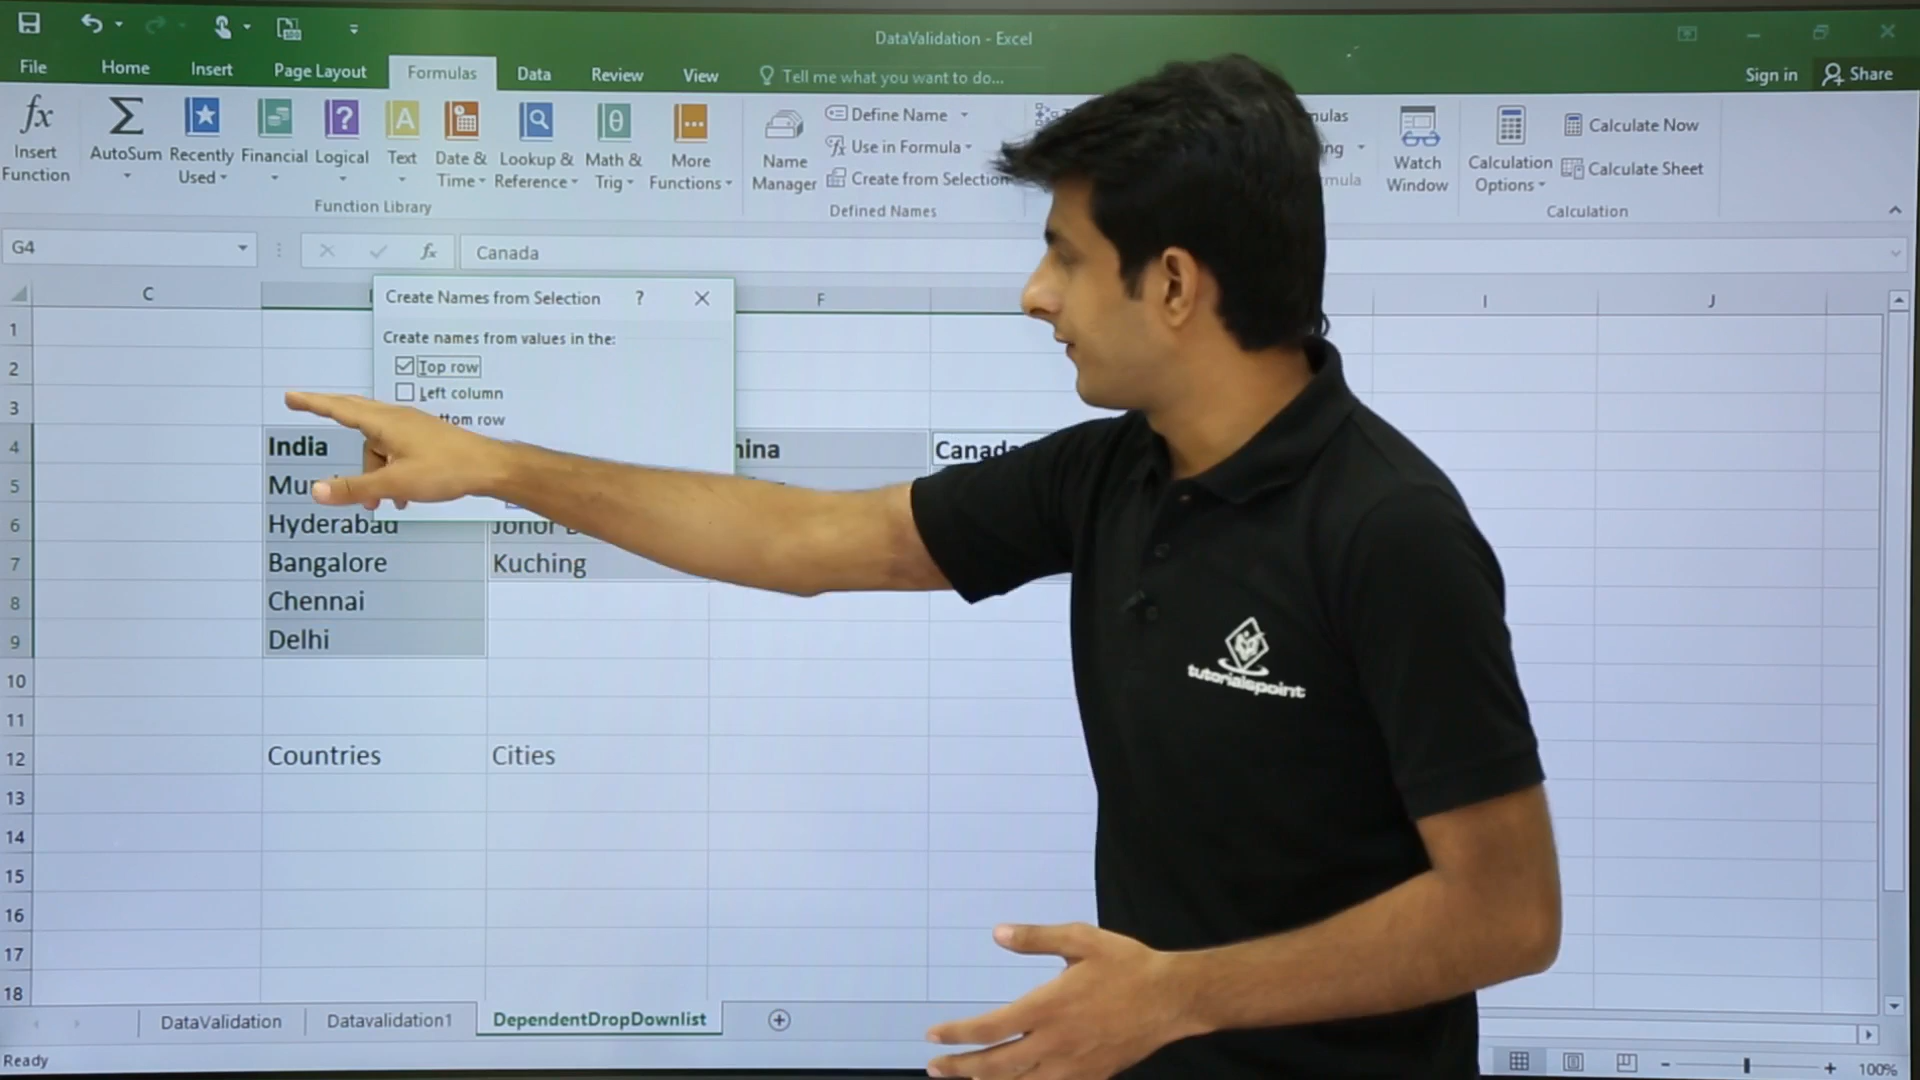 DataValidation - Excel
File Home Insert Page Layout Formulas Data Review View Tell me what you want to do... Sign in Share
Insert Function
AutoSum
Recently Used
Financial
Logical
Text
Date & Time
Lookup & Reference
Math & Trig
More Functions
Function Library
Name Manager
Define Name
Use in Formula
Create from Selection
Defined Names
Watch Window
Calculation Options
Calculate Now
Calculate Sheet
Calculation
G4 fx Canada
C F I J
Create Names from Selection ? 
Create names from values in the:
Top row
Left column
1
2
3
4 India Canada
5
6 Hyderabad
7 Bangalore Kuching
8 Chennai
9 Delhi
10
11
12 Countries Cities
13
14
15
16
17
18
tutorialspoint
DataValidation Datavalidation1 DependentDropDownlist
Ready 100%